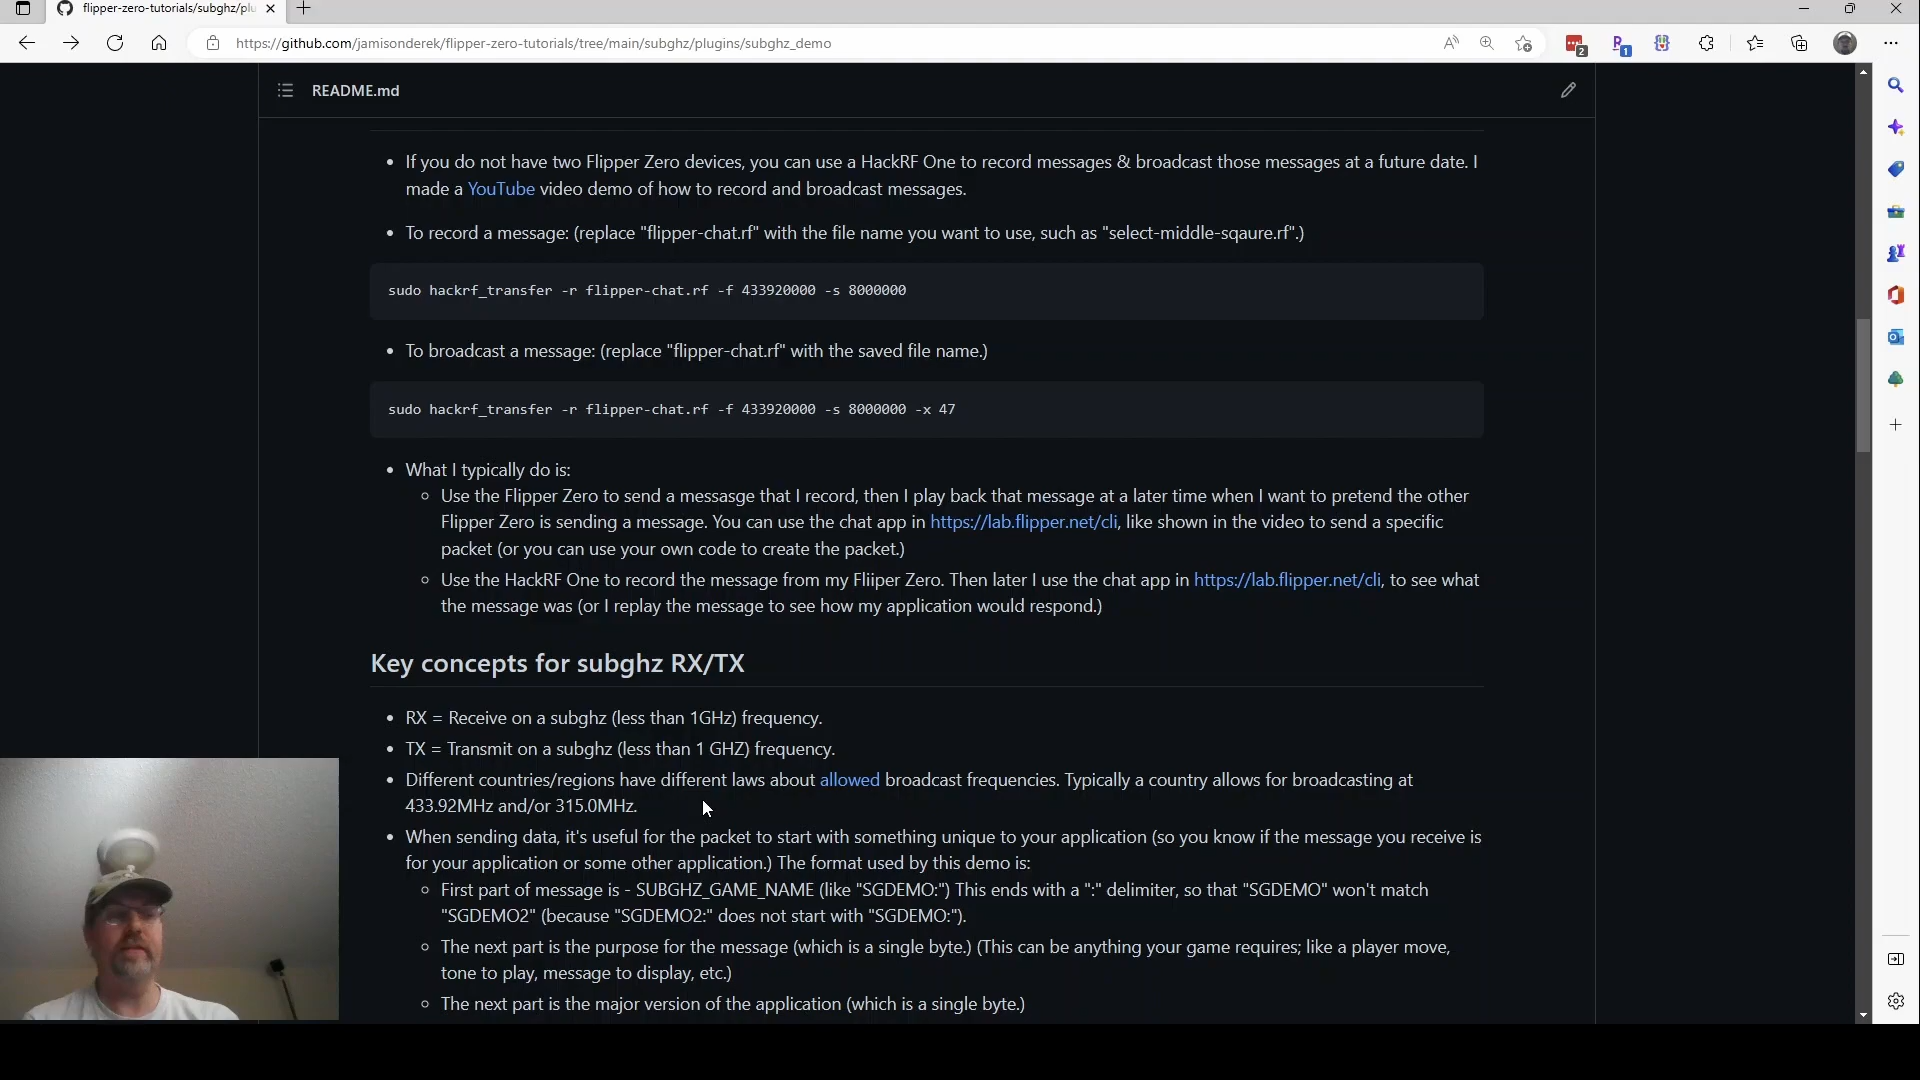 flipper-zero-tutorials/subghz/plu
https://github.com/jamisonderek/flipper-zero-tutorials/tree/main/subghz/plugins/subghz_demo
2
1
README.md
If you do not have two Flipper Zero devices, you can use a HackRF One to record messages & broadcast those messages at a future date. I
made a YouTube video demo of how to record and broadcast messages.
To record a message: (replace "flipper-chat.rf" with the file name you want to use, such as "select-middle-sqaure.rf".)
sudo hackrf_transfer -r flipper-chat.rf -f 433920000 -s 8000000
To broadcast a message: (replace "flipper-chat.rf" with the saved file name.)
sudo hackrf_transfer -r flipper-chat.rf -f 433920000 -s 8000000 -x 47
What I typically do is:
Use the Flipper Zero to send a messasge that I record, then I play back that message at a later time when I want to pretend the other
Flipper Zero is sending a message. You can use the chat app in https://lab.flipper.net/cli, like shown in the video to send a specific
packet (or you can use your own code to create the packet.)
Use the HackRF One to record the message from my Fliiper Zero. Then later I use the chat app in https://lab.flipper.net/cli, to see what
the message was (or I replay the message to see how my application would respond.)
Key concepts for subghz RX/TX
RX = Receive on a subghz (less than 1GHz) frequency.
TX = Transmit on a subghz (less than 1 GHZ) frequency.
Different countries/regions have different laws about allowed broadcast frequencies. Typically a country allows for broadcasting at
433.92MHz and/or 315.0MHz.
When sending data, it's useful for the packet to start with something unique to your application (so you know if the message you receive is
for your application or some other application.) The format used by this demo is:
First part of message is - SUBGHZ_GAME_NAME (like "SGDEMO:") This ends with a ":" delimiter, so that "SGDEMO" won't match
"SGDEMO2" (because "SGDEMO2:" does not start with "SGDEMO:").
The next part is the purpose for the message (which is a single byte.) (This can be anything your game requires; like a player move,
tone to play, message to display, etc.)
The next part is the major version of the application (which is a single byte.)